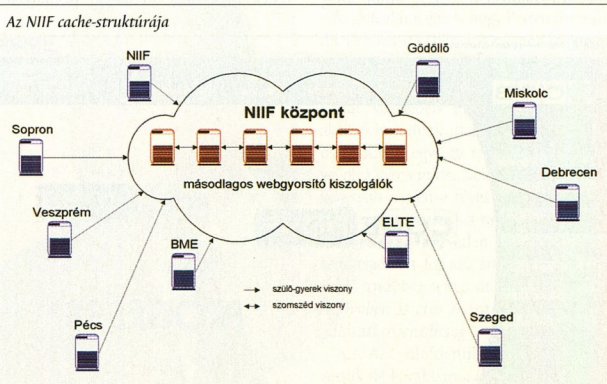 Az NIIF cache-struktúrája
NIIF
Gödöllő
Miskolc
NIIF központ
Sopron
másodlagos webgyorsító kiszolgálók
Debrecen
Veszprém
ELTE
BME
szülő-gyerek viszony
szomszéd viszony
Szeged
Pécs